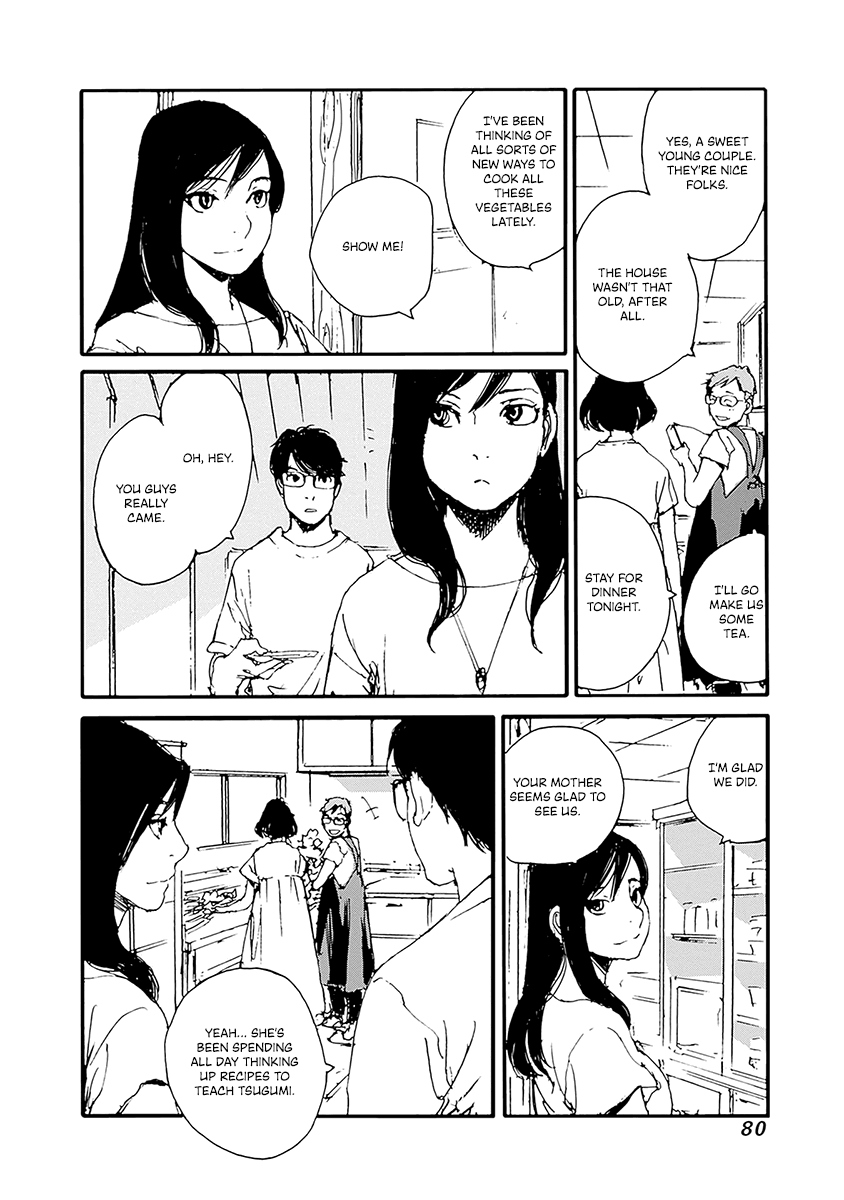 YES, A SWEET
YOUNG COUPLE.
THEY'RE NICE
FOLKS.
THE HOUSE
WASN'T THAT
OLD, AFTER
ALL.
I'LL GO
MAKE US
SOME
TEA.
STAY FOR
DINNER
TONIGHT.
I'VE BEEN
THINKING OF
ALL SORTS OF
NEW WAYS TO
COOK ALL
THESE
VEGETABLES
LATELY.
SHOW ME!
OH, HEY.
YOU GUYS
REALLY
CAME.
I'M GLAD
WE DID.
YOUR MOTHER
SEEMS GLAD TO
SEE US.
YEAH... SHE'S
BEEN SPENDING
ALL DAY THINKING
UP RECIPES TO
TEACH TSUGUMI.
80